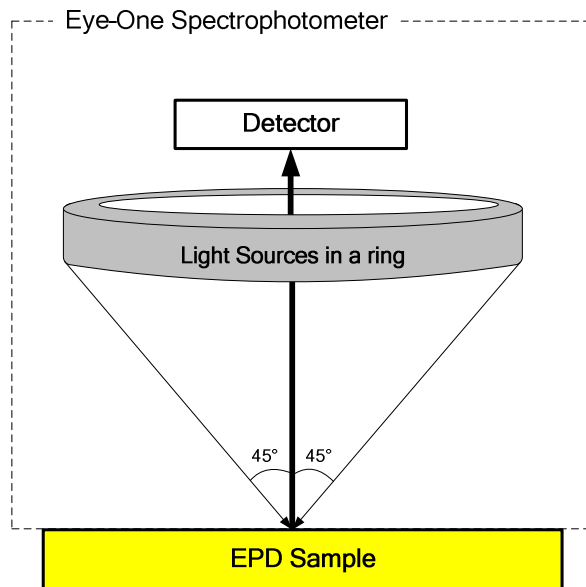 Eye-One Spectrophotometer
Detector
Light Sources in a ring
45° 45°
EPD Sample